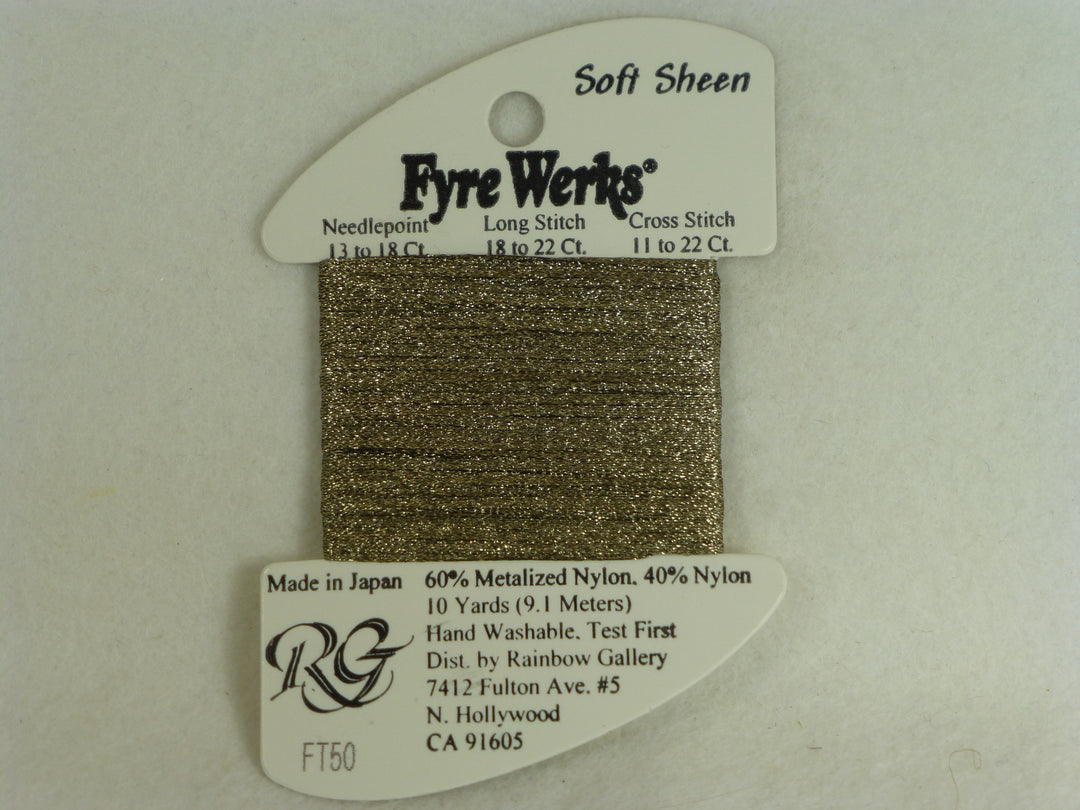 Soft Sheen
Fyre Werks®
Needlepoint Long Stitch Cross Stitch
13 to 18 Ct. 18 to 22 Ct. 11 to 22 Ct.
Made in Japan 60% Metalized Nylon, 40% Nylon
10 Yards (9.1 Meters)
Hand Washable. Test First
Dist. by Rainbow Gallery
7412 Fulton Ave. #5
N. Hollywood
CA 91605
RG
FT50